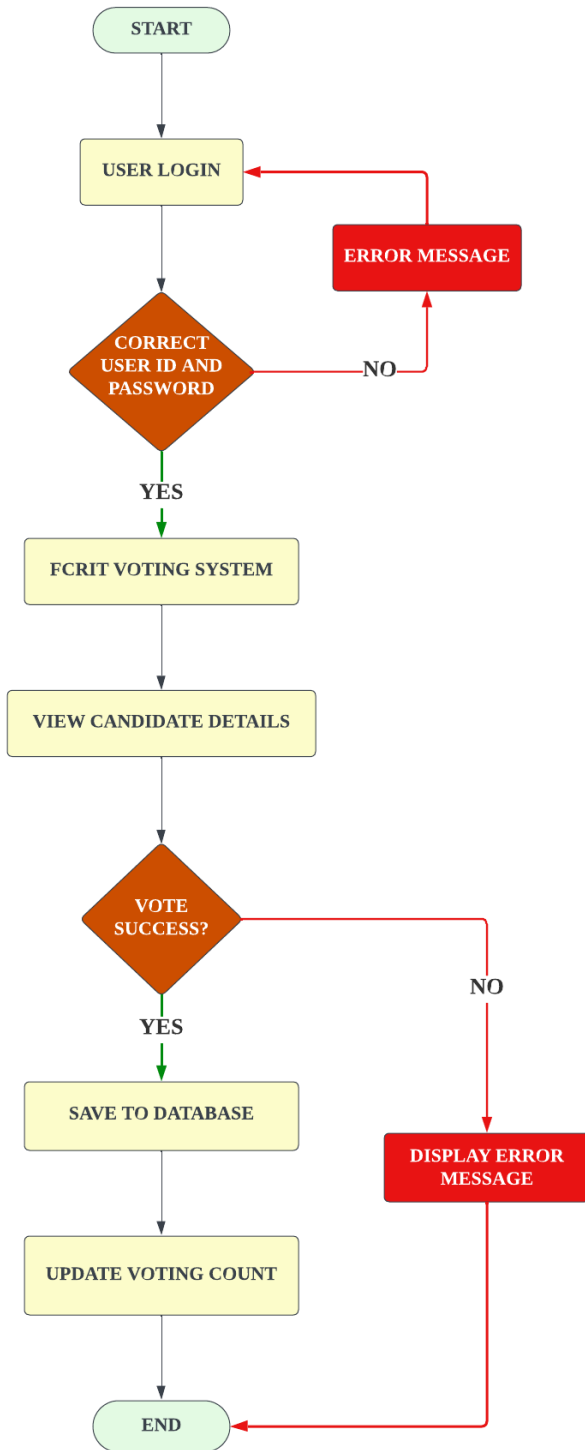 START
USER LOGIN
ERROR MESSAGE
CORRECT
USER ID AND
PASSWORD
NO
YES
FCRIT VOTING SYSTEM
VIEW CANDIDATE DETAILS
VOTE
SUCCESS?
NO
YES
SAVE TO DATABASE
DISPLAY ERROR
MESSAGE
UPDATE VOTING COUNT
END